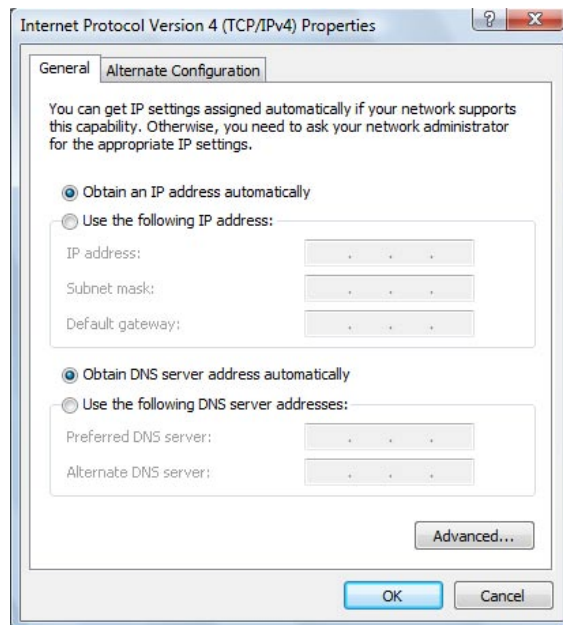 Internet Protocol Version 4 (TCP/IPv4) Properties
General
Alternate Configuration
You can get IP settings assigned automatically if your network supports
this capability. Otherwise, you need to ask your network administrator
for the appropriate IP settings.
Obtain an IP address automatically
Use the following IP address:
IP address:
Subnet mask:
Default gateway:
Obtain DNS server address automatically
Use the following DNS server addresses:
Preferred DNS server:
Alternate DNS server:
Advanced...
OK
Cancel